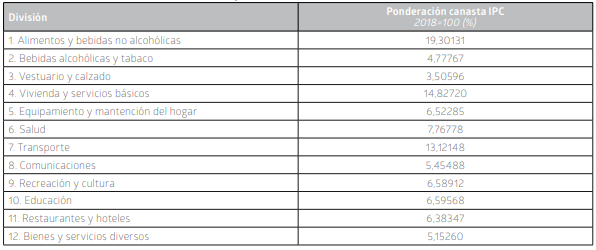 División
Ponderación canasta IPC
2018=100 (%)
1. Alimentos y bebidas no alcohólicas 19,30131
2. Bebidas alcohólicas y tabaco 4,77767
3. Vestuario y calzado 3,50596
4. Vivienda y servicios básicos 14,82720
5. Equipamiento y mantención del hogar 6,52285
6. Salud 7,76778
7. Transporte 13,12148
8. Comunicaciones 5,45488
9. Recreación y cultura 6,58912
10. Educación 6,59568
11. Restaurantes y hoteles 6,38347
12. Bienes y servicios diversos 5,15260